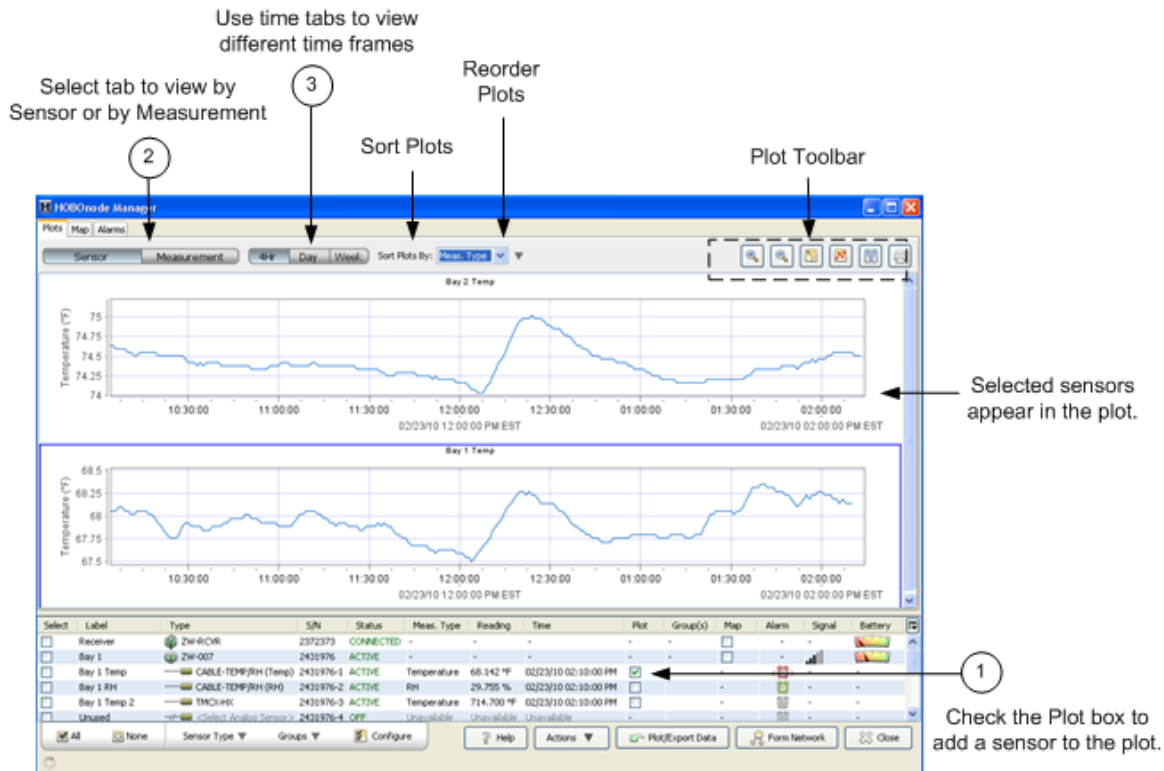 Use time tabs to view
different time frames
3
Reorder
Plots
Select tab to view by
Sensor or by Measurement
2
Sort Plots
Plot Toolbar
HOBOnode Manager
Plots Map Alarms
Sensor Measurement 4Hr Day Week Sort Plots By: Meas. Type
Bay 2 Temp
Temperature (°F)
75
74.75
74.5
74.25
74
10:30:00 11:00:00 11:30:00 12:00:00 12:30:00 01:00:00 01:30:00 02:00:00
02/23/10 12:00:00 PM EST 02/23/10 02:00:00 PM EST
Selected sensors
appear in the plot.
Bay 1 Temp
Temperature (°F)
68.5
68.25
68
67.75
67.5
10:30:00 11:00:00 11:30:00 12:00:00 12:30:00 01:00:00 01:30:00 02:00:00
02/23/10 12:00:00 PM EST 02/23/10 02:00:00 PM EST
Select Label Type S/N Status Meas. Type Reading Time Plot Group(s) Map Alarm Signal Battery
Receiver ZW-RCVR 2372373 CONNECTED - - - - - - -
Bay 1 ZW-007 2431976 ACTIVE - - - - - -
Bay 1 Temp CABLE-TEMP/RH (Temp) 2431976-1 ACTIVE Temperature 68.142 °F 02/23/10 02:10:00 PM - - -
Bay 1 RH CABLE-TEMP/RH (RH) 2431976-2 ACTIVE RH 29.755 % 02/23/10 02:10:00 PM - - -
Bay 1 Temp 2 TMCX-HX 2431976-3 ACTIVE Temperature 714.700 °F 02/23/10 02:10:00 PM - - -
Unused <Select Analog Sensor> 2431976-4 OFF Unavailable Unavailable Unavailable - - - - -
1
Check the Plot box to
add a sensor to the plot.
All None Sensor Type Groups Configure ? Help Actions Plot/Export Data Form Network Close